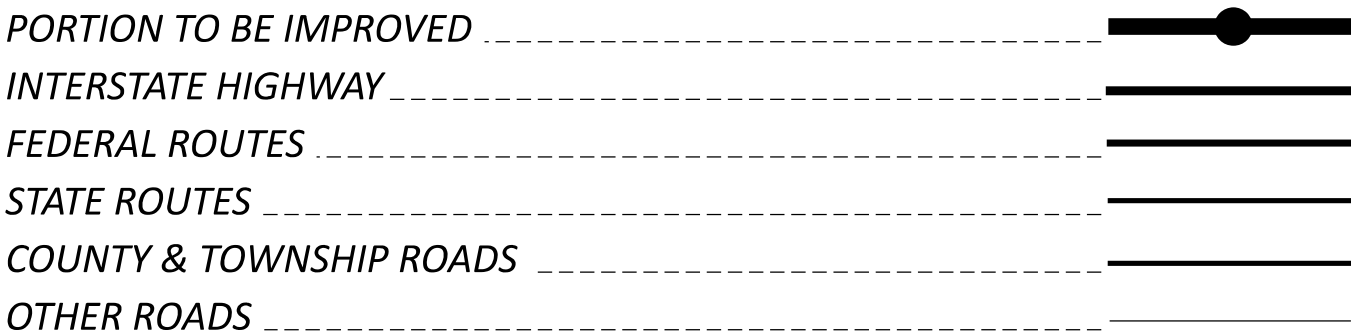 PORTION TO BE IMPROVED
INTERSTATE HIGHWAY
FEDERAL ROUTES
STATE ROUTES
COUNTY & TOWNSHIP ROADS
OTHER ROADS